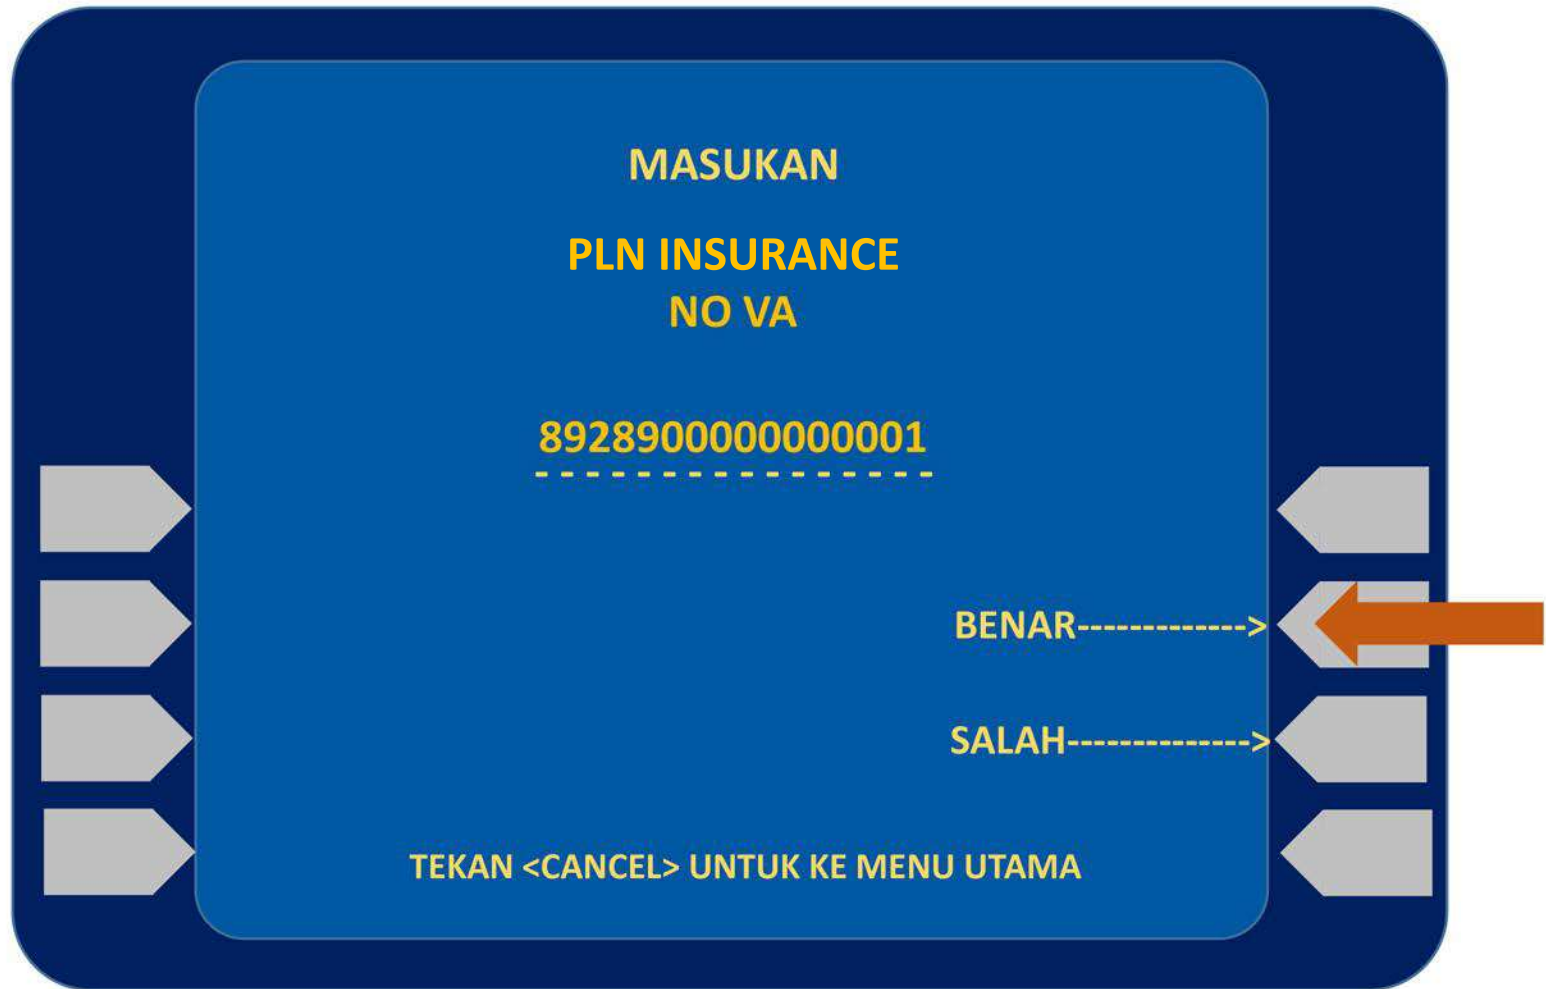 MASUKAN
PLN INSURANCE
NO VA
8928900000000001
- - - - - - - - - - - - - - - -
BENAR------------->
SALAH-------------->
TEKAN <CANCEL> UNTUK KE MENU UTAMA